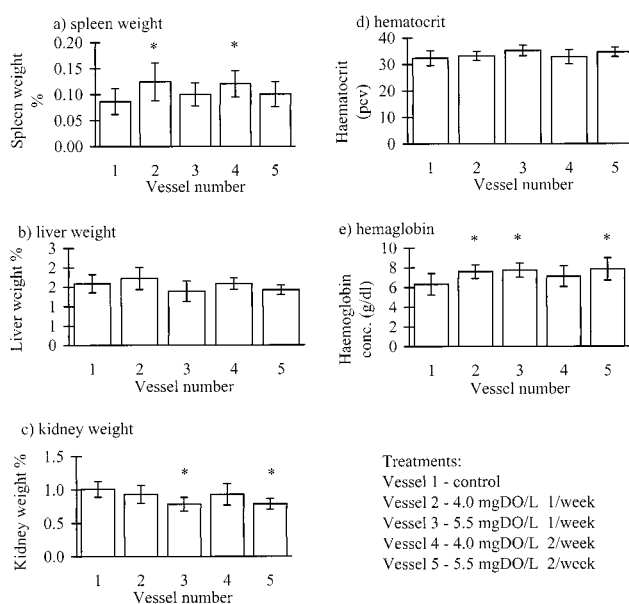 a) spleen weight
* *
0.20
0.15
0.10
0.05
0.00
Spleen weight
%
1 2 3 4 5
Vessel number
b) liver weight
3
2
2
1
1
0
Liver weight %
1 2 3 4 5
Vessel number
c) kidney weight
* *
1.5
1.0
0.5
0.0
Kidney weight %
1 2 3 4 5
Vessel number
d) hematocrit
40
30
20
10
0
Haematocrit
(pcv)
1 2 3 4 5
Vessel number
e) hemaglobin
* * *
10
8
6
4
2
0
Haemoglobin
conc. (g/dl)
1 2 3 4 5
Vessel number
Treatments:
Vessel 1 - control
Vessel 2 - 4.0 mgDO/L 1/week
Vessel 3 - 5.5 mgDO/L 1/week
Vessel 4 - 4.0 mgDO/L 2/week
Vessel 5 - 5.5 mgDO/L 2/week